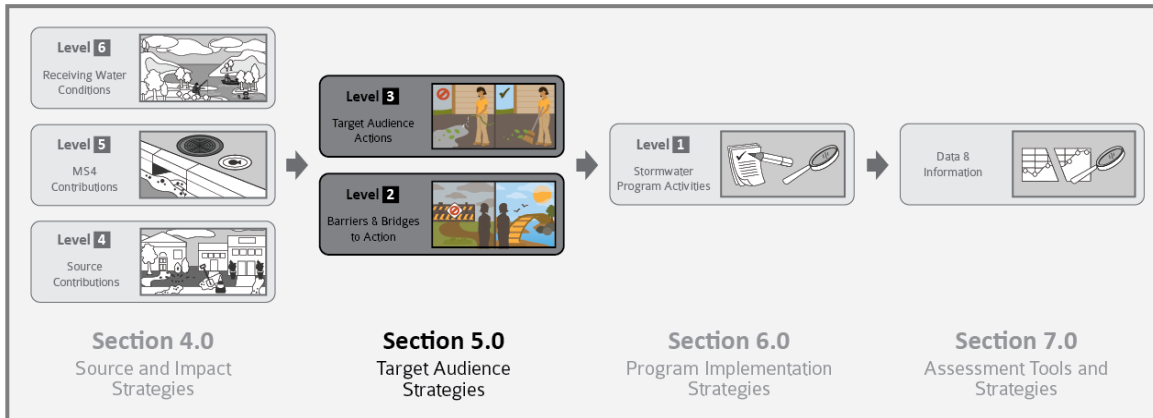 Level 6
Receiving Water
Conditions
Level 5
MS4
Contributions
Level 4
Source
Contributions
Level 3
Target Audience
Actions
Level 2
Barriers & Bridges
to Action
Level 1
Stormwater
Program Activities
Data &
Information
Section 4.0
Source and Impact
Strategies
Section 5.0
Target Audience
Strategies
Section 6.0
Program Implementation
Strategies
Section 7.0
Assessment Tools and
Strategies